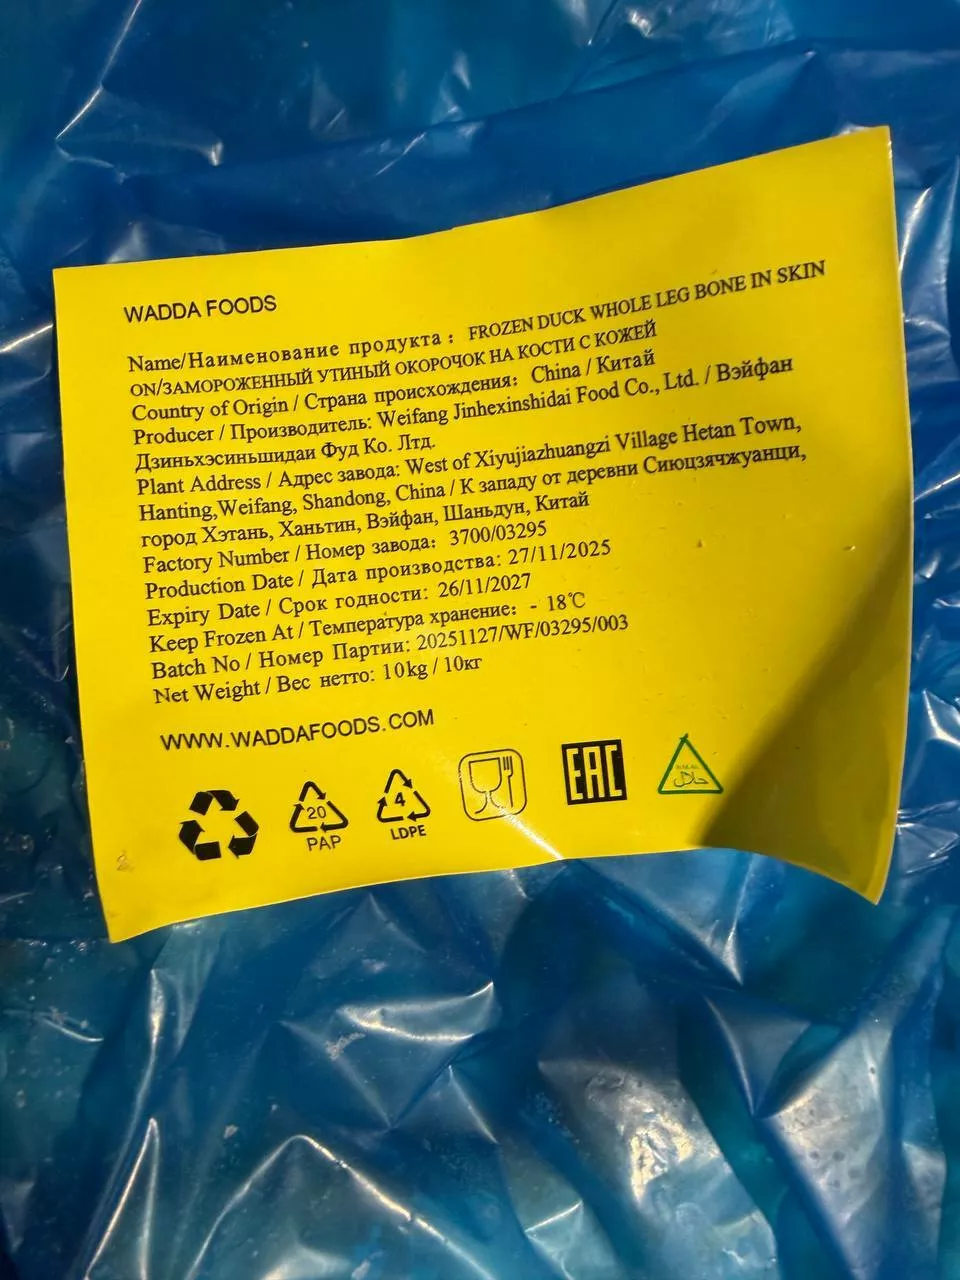 WADDA FOODS
Name/Наименование продукта : FROZEN DUCK WHOLE LEG BONE IN SKIN
ON/ЗАМОРОЖЕННЫЙ УТИНЫЙ ОКОРОЧОК НА КОСТИ С КОЖЕЙ
Country of Origin / Страна происхождения: China / Китай
Producer / Производитель: Weifang Jinhexinshidai Food Co., Ltd. / Вэйфан
Дзиньхэсиньшидаи Фуд Ко. Лтд.
Plant Address / Адрес завода: West of Xiyujiazhuangzi Village Hetan Town,
Hanting,Weifang, Shandong, China / К западу от деревни Сиюцзячжуанци,
город Хэтань, Ханьтин, Вэйфан, Шаньдун, Китай
Factory Number / Номер завода: 3700/03295
Production Date / Дата производства: 27/11/2025
Expiry Date / Срок годности: 26/11/2027
Keep Frozen At / Температура хранение: - 18℃
Batch No / Номер Партии: 20251127/WF/03295/003
Net Weight / Вес нетто: 10kg / 10кг
WWW.WADDAFOODS.COM
20
PAP
4
LDPE
EAC
HALAL
حلال